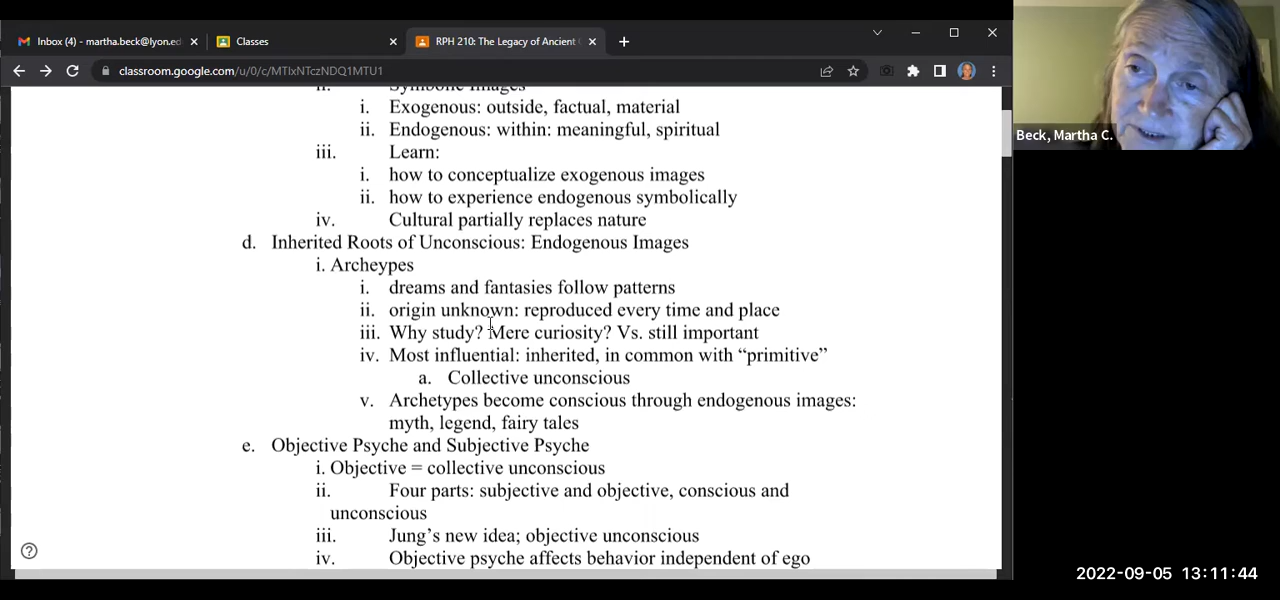 Inbox (4) - martha.beck@lyon.ed
Classes
RPH 210: The Legacy of Ancient
classroom.google.com/u/0/c/MTIxNTczNDQ1MTU1
ii. Symbolic Images
i. Exogenous: outside, factual, material
ii. Endogenous: within: meaningful, spiritual
iii. Learn:
i. how to conceptualize exogenous images
ii. how to experience endogenous symbolically
iv. Cultural partially replaces nature
d. Inherited Roots of Unconscious: Endogenous Images
i. Archeypes
i. dreams and fantasies follow patterns
ii. origin unknown: reproduced every time and place
iii. Why study? Mere curiosity? Vs. still important
iv. Most influential: inherited, in common with “primitive”
a. Collective unconscious
v. Archetypes become conscious through endogenous images:
myth, legend, fairy tales
e. Objective Psyche and Subjective Psyche
i. Objective = collective unconscious
ii. Four parts: subjective and objective, conscious and
unconscious
iii. Jung’s new idea; objective unconscious
iv. Objective psyche affects behavior independent of ego
Beck, Martha C.
2022-09-05 13:11:44